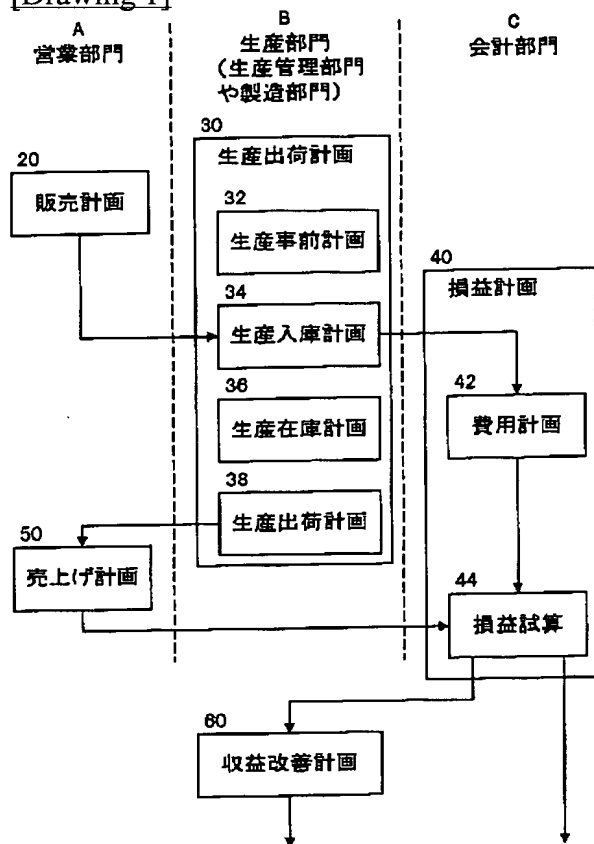 [Drawing 1]
A
営業部門
B
生産部門
(生産管理部門
や製造部門)
C
会計部門
20
販売計画
30
生産出荷計画
32
生産事前計画
34
生産入庫計画
36
生産在庫計画
38
生産出荷計画
40
損益計画
42
費用計画
44
損益試算
50
売上げ計画
60
収益改善計画